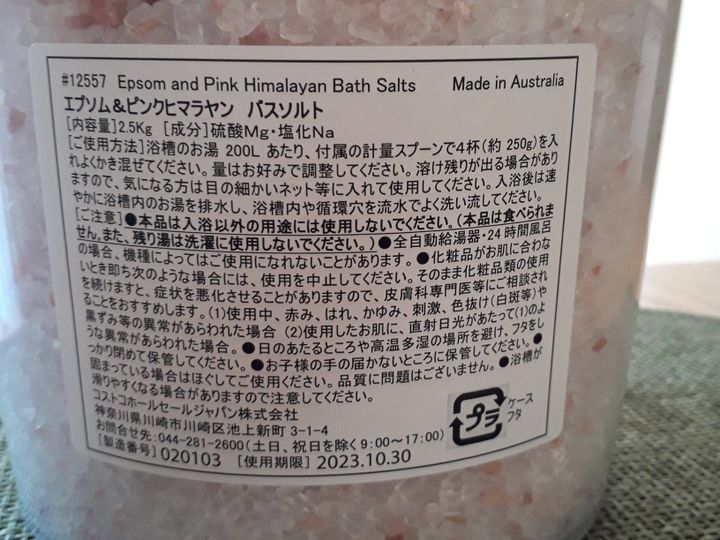 #12557 Epsom and Pink Himalayan Bath Salts Made in Australia
エプソム&ピンクヒマラヤン バスソルト
[内容量]2.5Kg [成分]硫酸Mg・塩化Na
[ご使用方法]浴槽のお湯 200L あたり、付属の計量スプーンで4杯(約 250g)を入
れよくかき混ぜてください。量はお好みで調整してください。溶け残りが出る場合があり
ますので、気になる方は目の細かいネット等に入れて使用してください。入浴後は速
やかに浴槽内のお湯を排水し、浴槽内や循環穴を流水でよく洗い流してください。
[ご注意]●本品は入浴以外の用途には使用しないでください。(本品は食べられま
せん。また、残り湯は洗濯に使用しないでください。)●全自動給湯器・24時間風呂
の場合、機種によってはご使用になれないことがあります。●化粧品がお肌に合わな
いとき即ち次のような場合には、使用を中止してください。そのまま化粧品類の使用
を続けますと、症状を悪化させることがありますので、皮膚科専門医等にご相談され
ることをおすすめします。(1)使用中、赤み、はれ、かゆみ、刺激、色抜け(白斑等)や
黒ずみ等の異常があらわれた場合 (2)使用したお肌に、直射日光があたって(1)のよ
うな異常があらわれた場合。●日のあたるところや高温多湿の場所を避け、フタをし
っかり閉めて保管してください。●お子様の手の届かないところに保管してください。●
固まっている場合はほぐしてご使用ください。品質に問題はございません。●浴槽が
滑りやすくなる場合がありますので注意してください。
コストコホールセールジャパン株式会社
神奈川県川崎市川崎区池上新町 3-1-4
お問合せ先:044-281-2600(土日、祝日を除く9:00〜17:00)
[製造番号] 020103 [使用期限] 2023.10.30
プラ
ケース
フタ